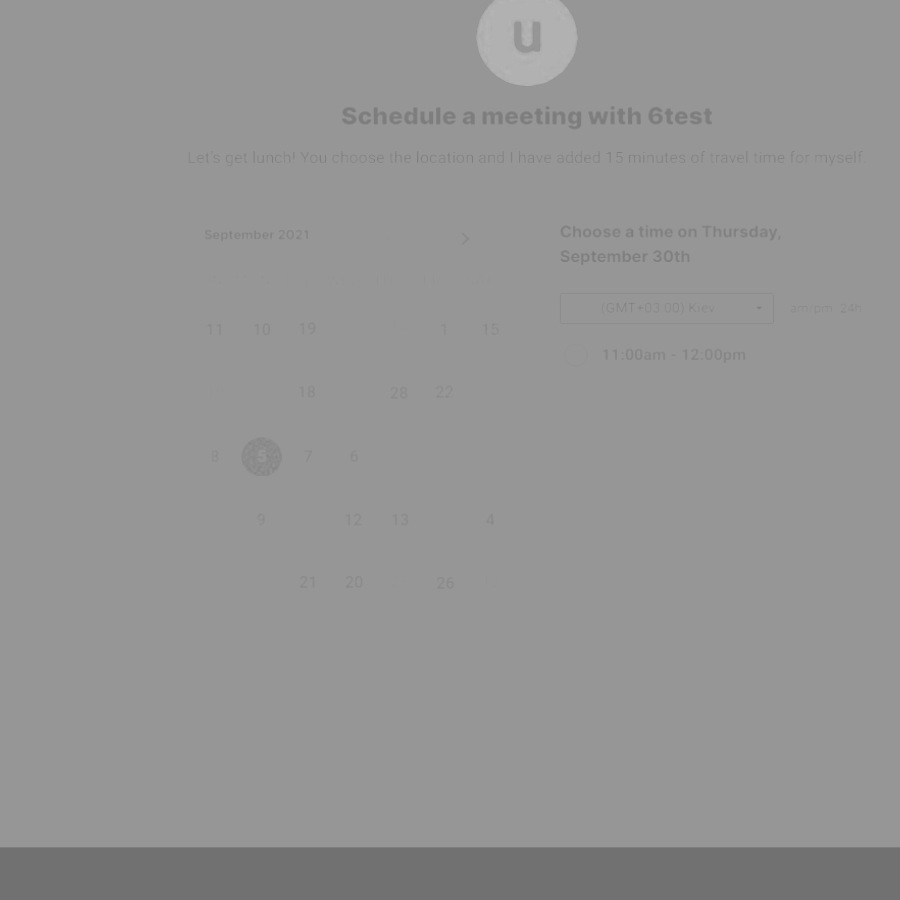 u
Schedule a meeting with 6test
Let's get lunch! You choose the location and I have added 15 minutes of travel time for myself
September 2021
11 10 19 1 15
18 28 22
8 5 7 6
9 12 13 4
21 20 26
Choose a time on Thursday,
September 30th
(GMT+03:00) Kiev
am/pm 24h
11:00am - 12:00pm